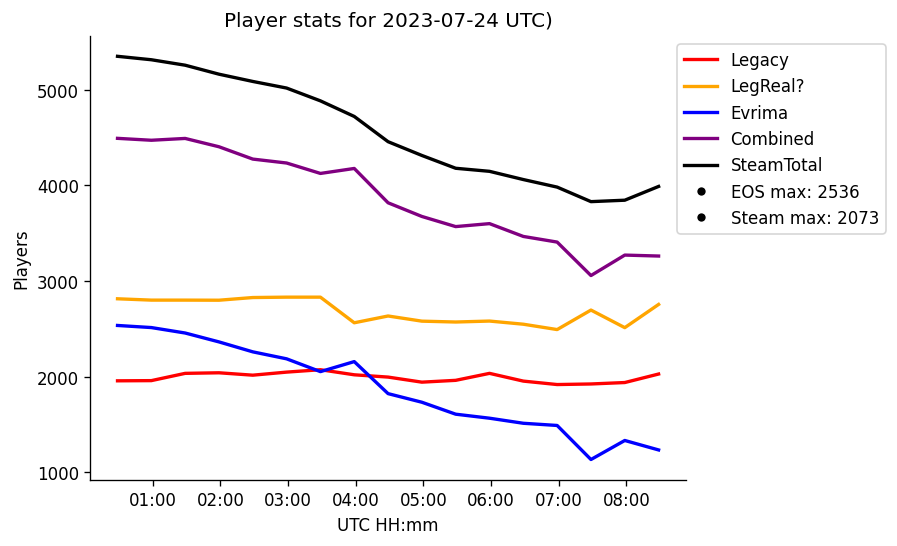 Player stats for 2023-07-24 UTC)
Legacy
LegReal?
Evrima
Combined
SteamTotal
EOS max: 2536
Steam max: 2073
Players
5000
4000
3000
2000
1000
01:00 02:00 03:00 04:00 05:00 06:00 07:00 08:00
UTC HH:mm